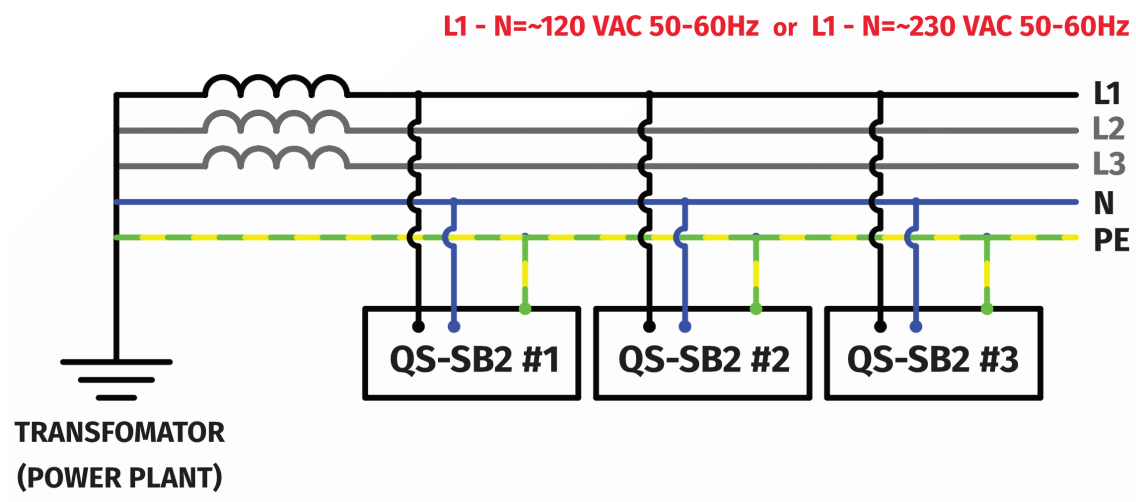 L1 - N=~120 VAC 50-60Hz or L1 - N=~230 VAC 50-60Hz
L1
L2
L3
N
PE
QS-SB2 #1
QS-SB2 #2
QS-SB2 #3
TRANSFOMATOR
(POWER PLANT)